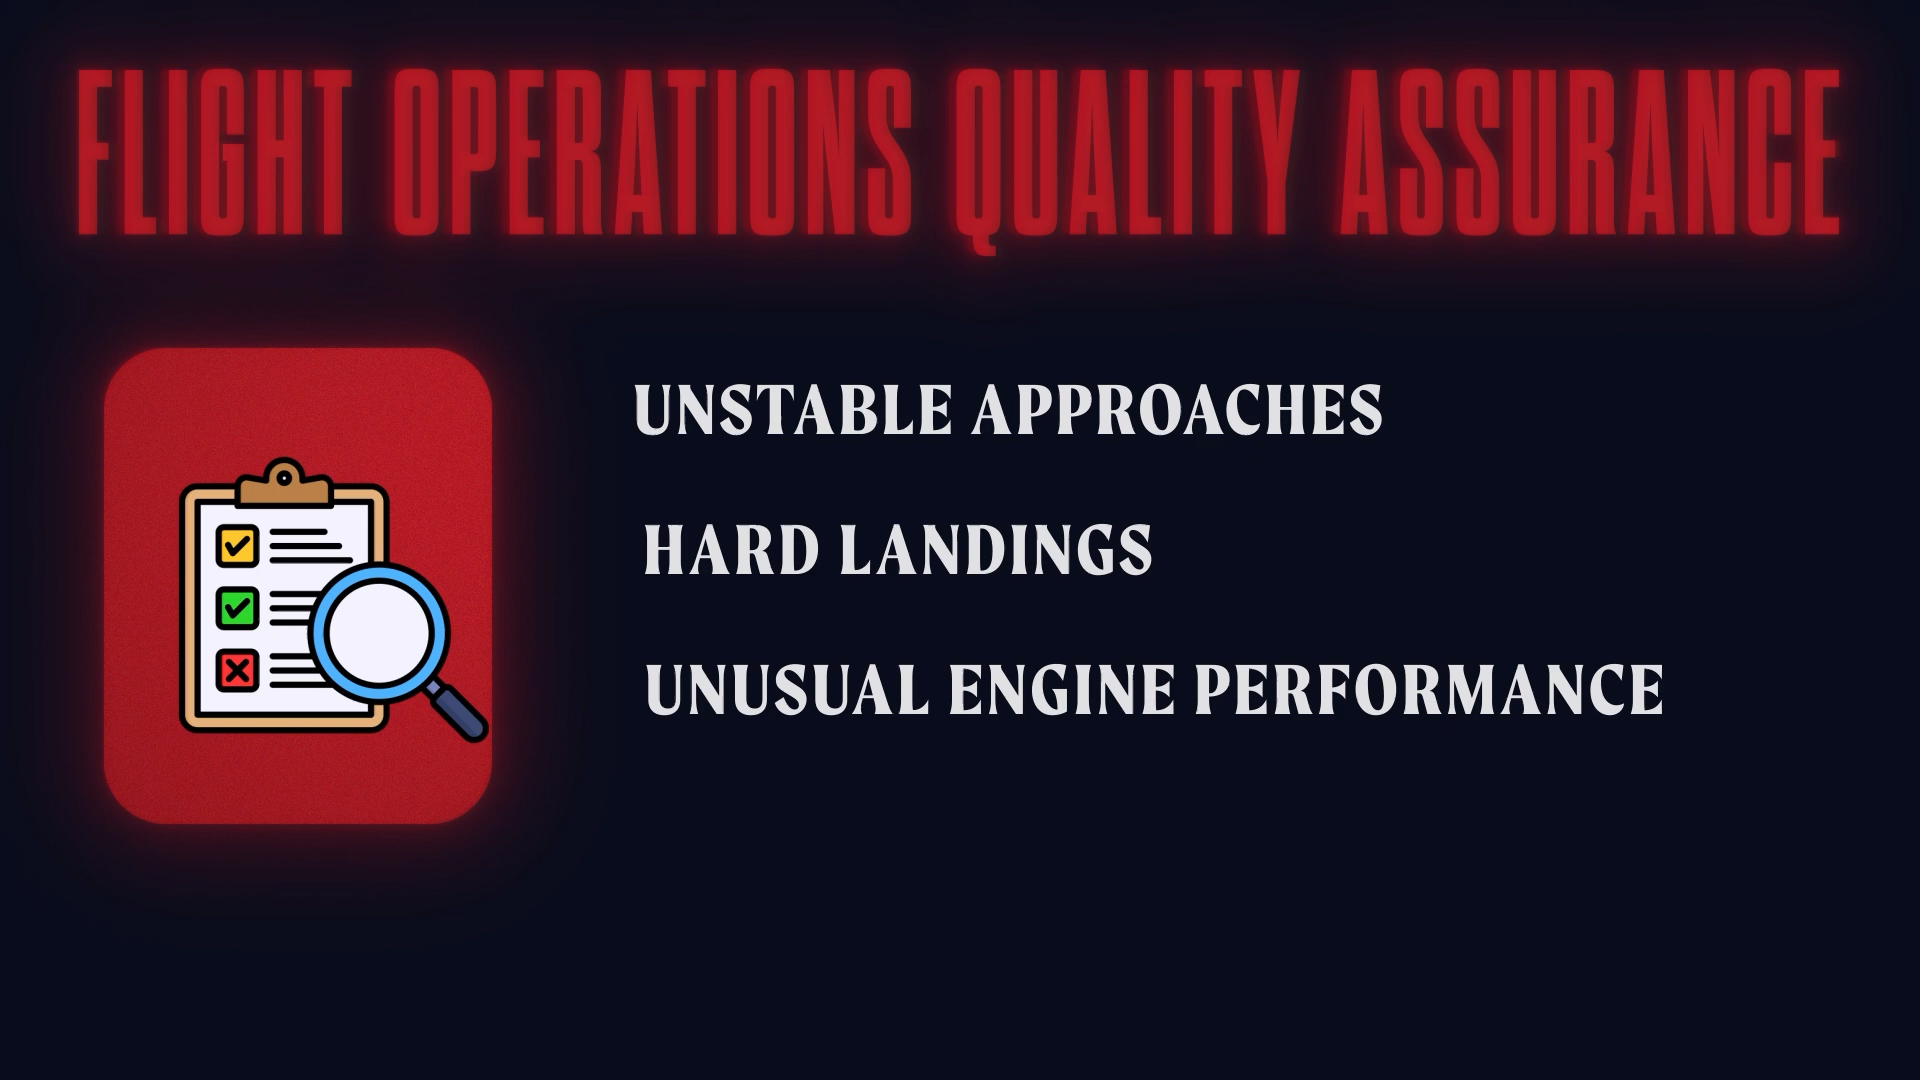 FLIGHT OPERATIONS QUALITY ASSURANCE
UNSTABLE APPROACHES
HARD LANDINGS
UNUSUAL ENGINE PERFORMANCE